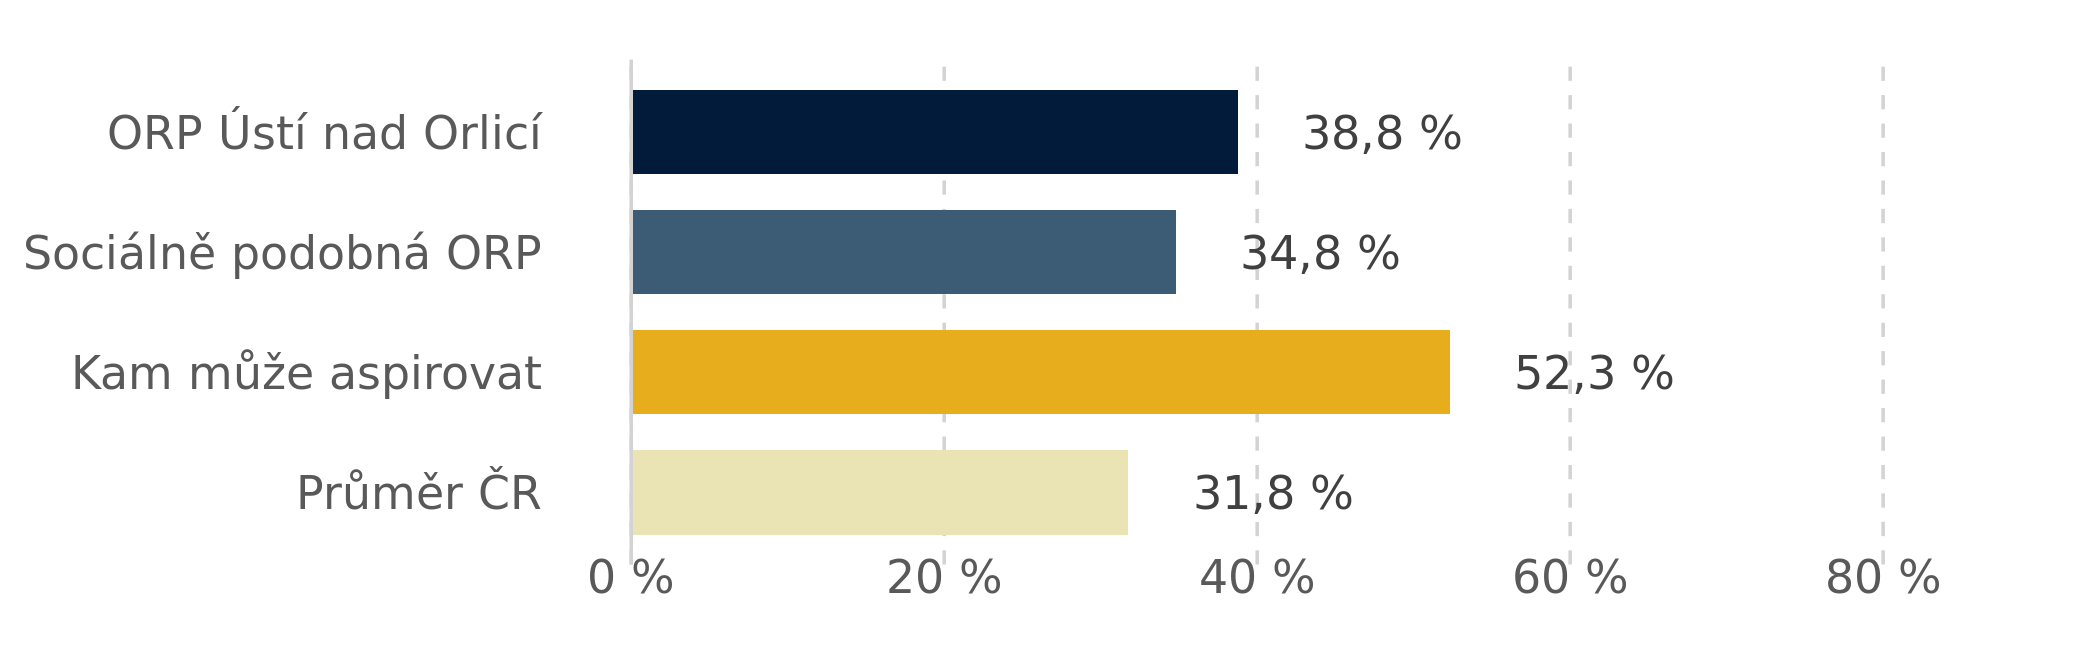 ORP Ústí nad Orlicí
38,8 %
Sociálně podobná ORP
34,8 %
Kam může aspirovat
52,3 %
Průměr ČR
31,8 %
0 % 20 % 40 % 60 % 80 %